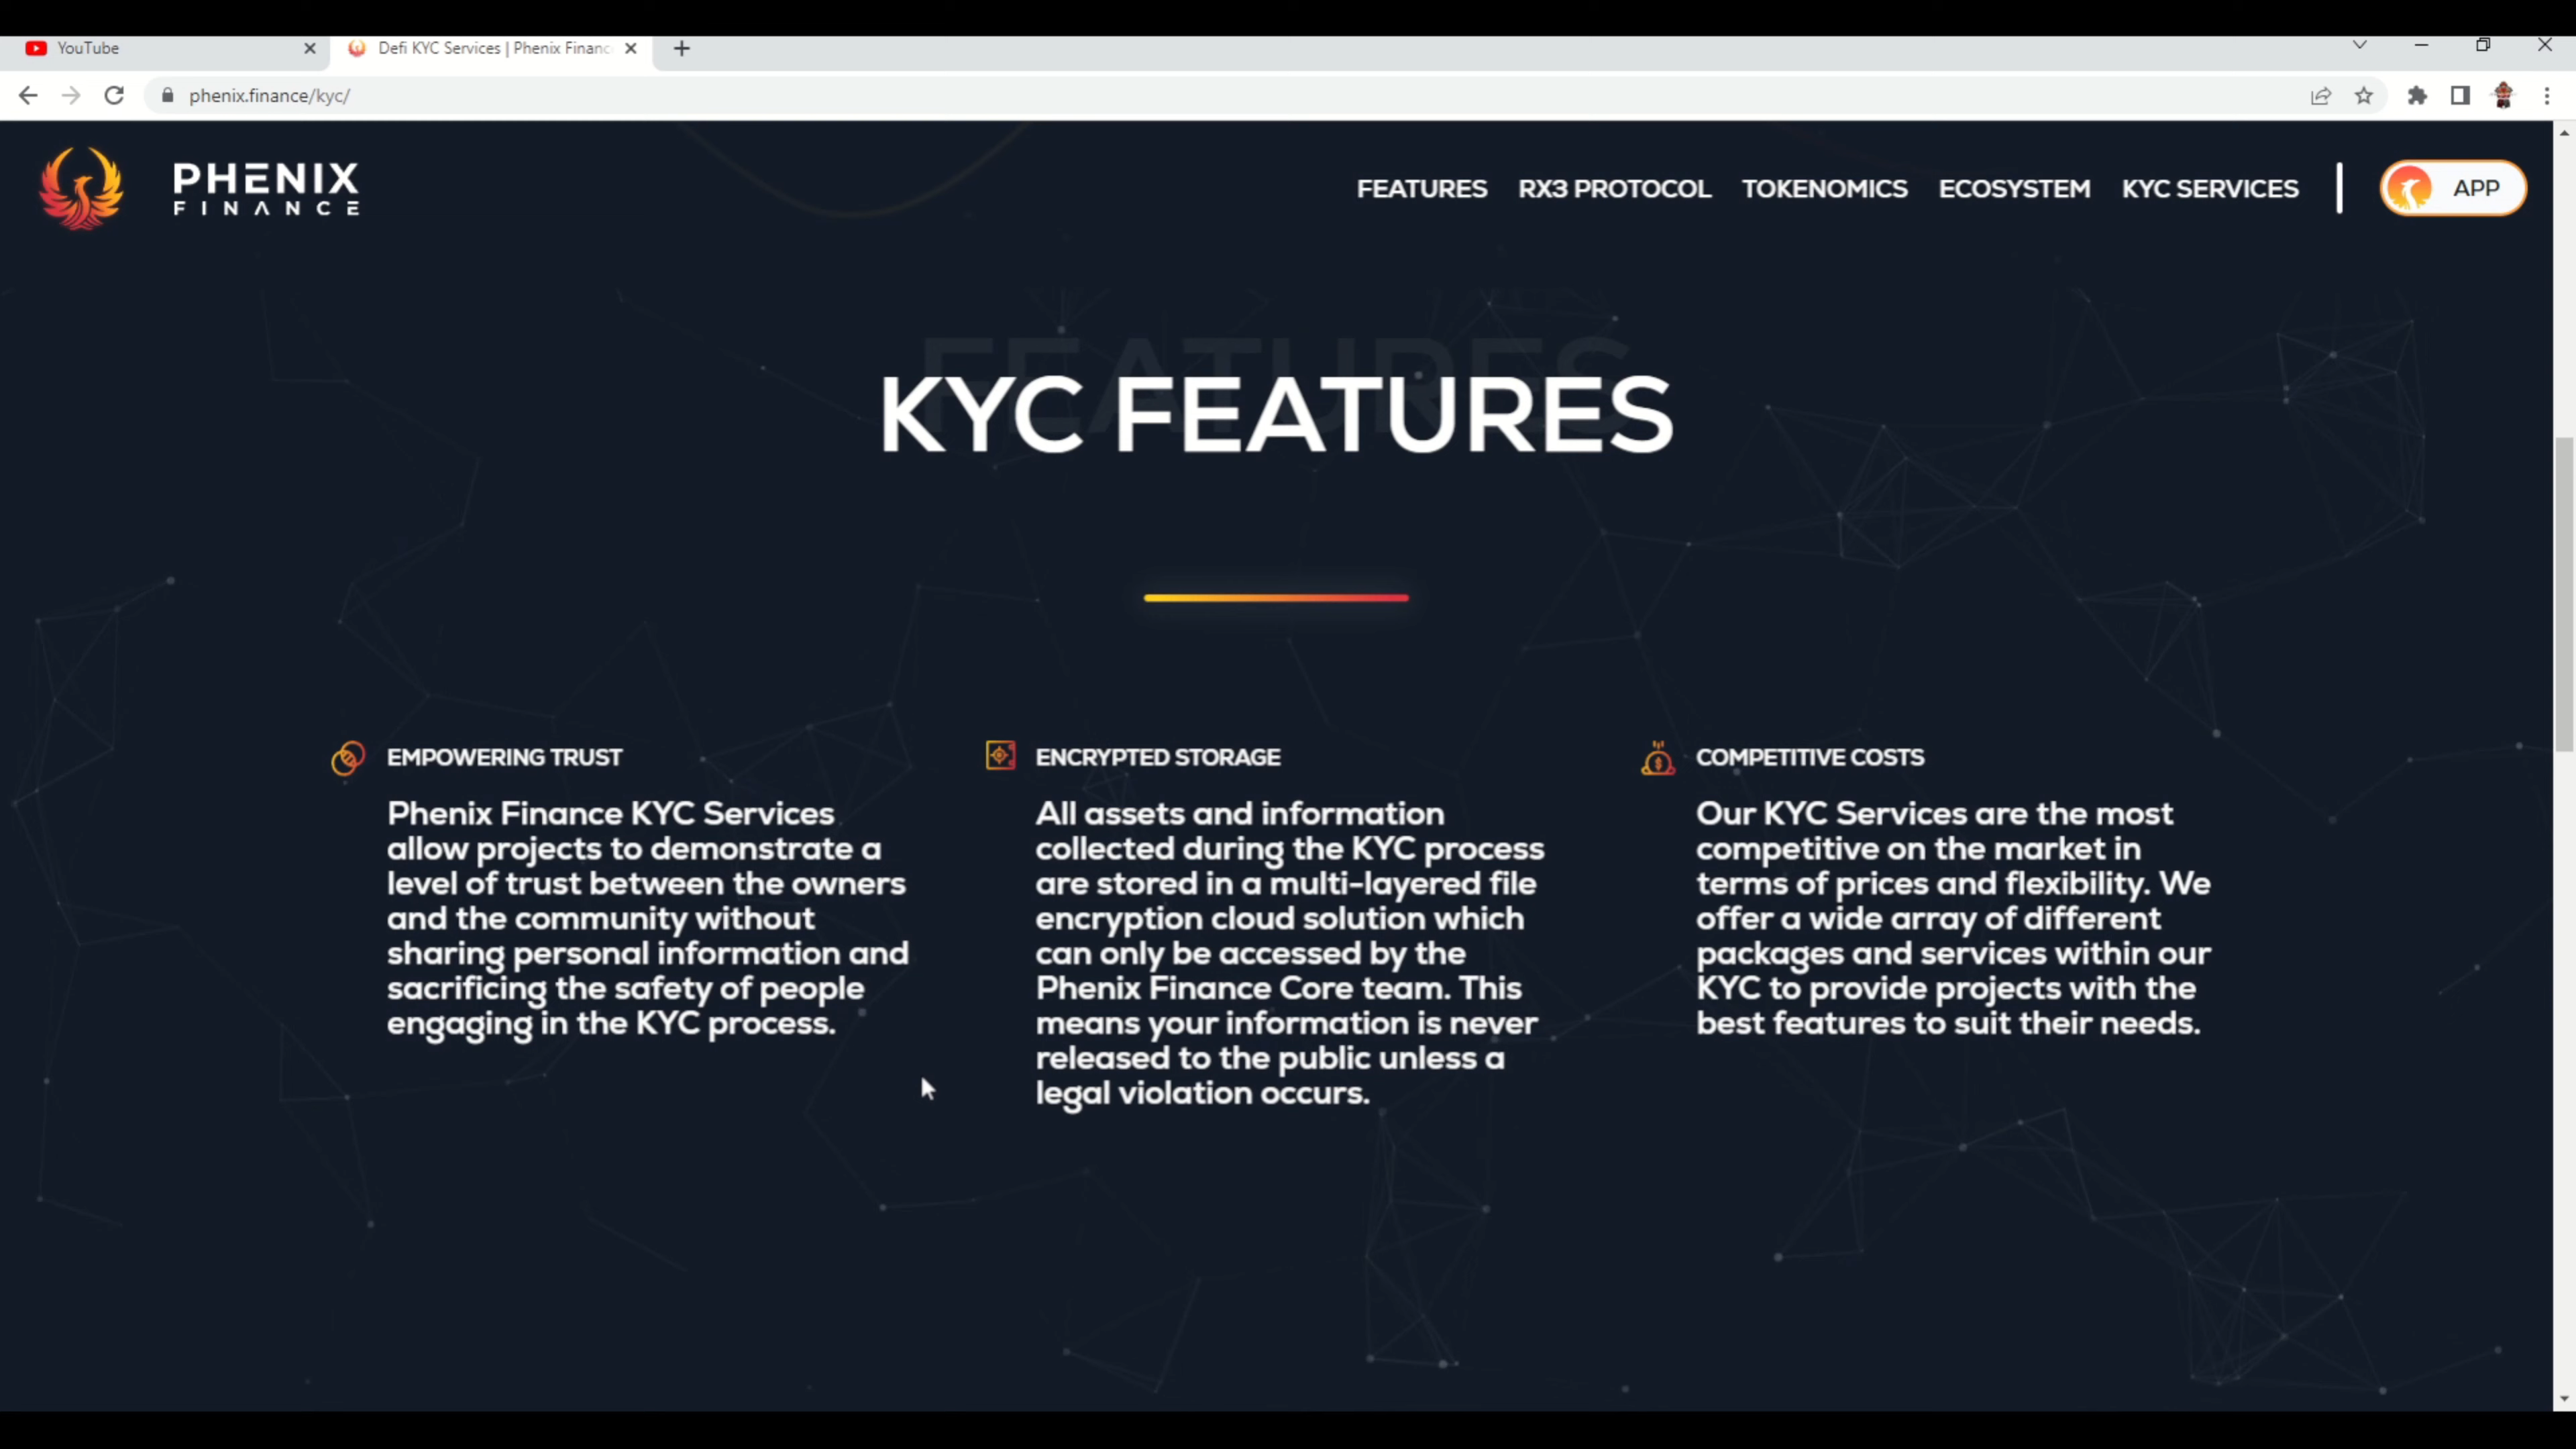 YouTube
Defi KYC Services | Phenix Financ
phenix.finance/kyc/
PHENIX
FINANCE
FEATURES
RX3 PROTOCOL
TOKENOMICS
ECOSYSTEM
KYC SERVICES
APP
FEATURES
KYC FEATURES
EMPOWERING TRUST
Phenix Finance KYC Services
allow projects to demonstrate a
level of trust between the owners
and the community without
sharing personal information and
sacrificing the safety of people
engaging in the KYC process.
ENCRYPTED STORAGE
All assets and information
collected during the KYC process
are stored in a multi-layered file
encryption cloud solution which
can only be accessed by the
Phenix Finance Core team. This
means your information is never
released to the public unless a
legal violation occurs.
COMPETITIVE COSTS
Our KYC Services are the most
competitive on the market in
terms of prices and flexibility. We
offer a wide array of different
packages and services within our
KYC to provide projects with the
best features to suit their needs.